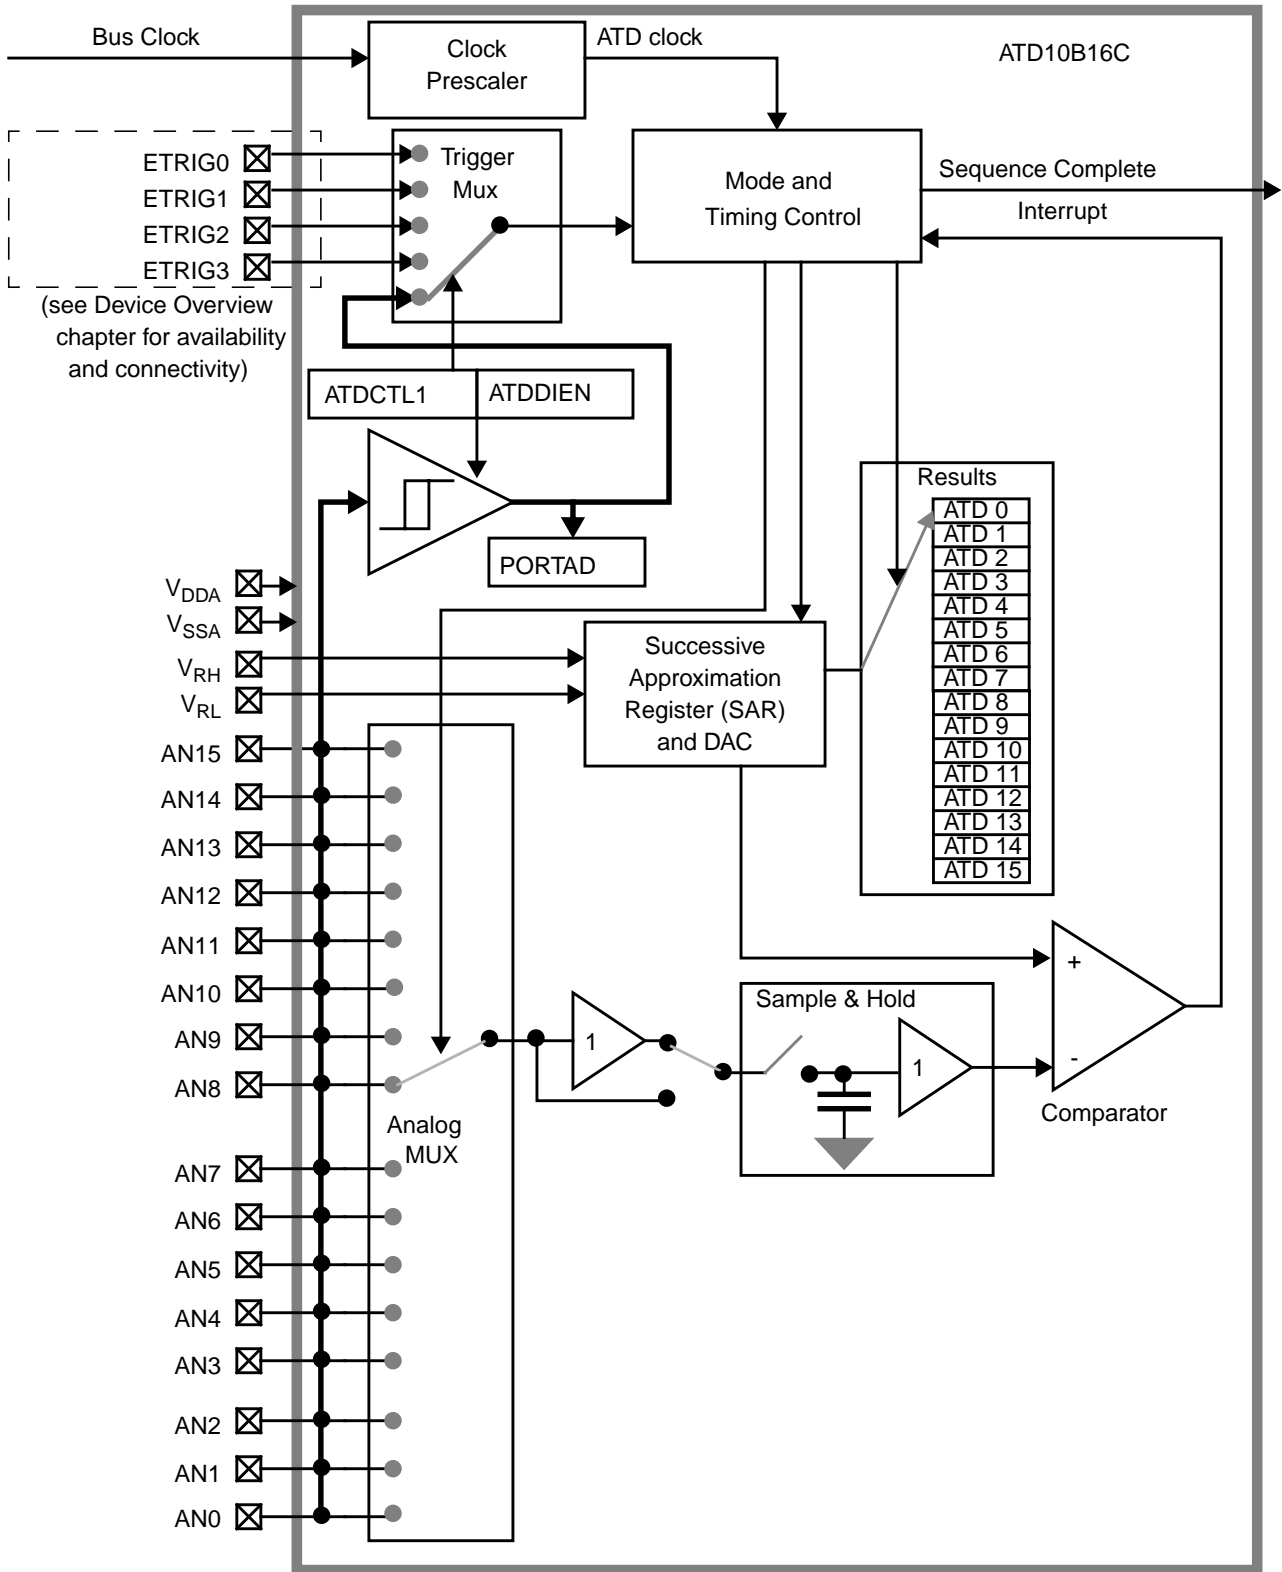 Bus Clock
Clock
Prescaler
ATD clock
ATD10B16C
ETRIG0
ETRIG1
ETRIG2
ETRIG3
(see Device Overview
chapter for availability
and connectivity)
Trigger
Mux
Mode and
Timing Control
Sequence Complete
Interrupt
ATDCTL1
ATDDIEN
PORTAD
Results
ATD 0
ATD 1
ATD 2
ATD 3
ATD 4
ATD 5
ATD 6
ATD 7
ATD 8
ATD 9
ATD 10
ATD 11
ATD 12
ATD 13
ATD 14
ATD 15
VDDA
VSSA
VRH
VRL
Successive
Approximation
Register (SAR)
and DAC
AN15
AN14
AN13
AN12
AN11
AN10
AN9
AN8
AN7
AN6
AN5
AN4
AN3
AN2
AN1
AN0
Analog
MUX
1
Sample & Hold
1
+
-
Comparator